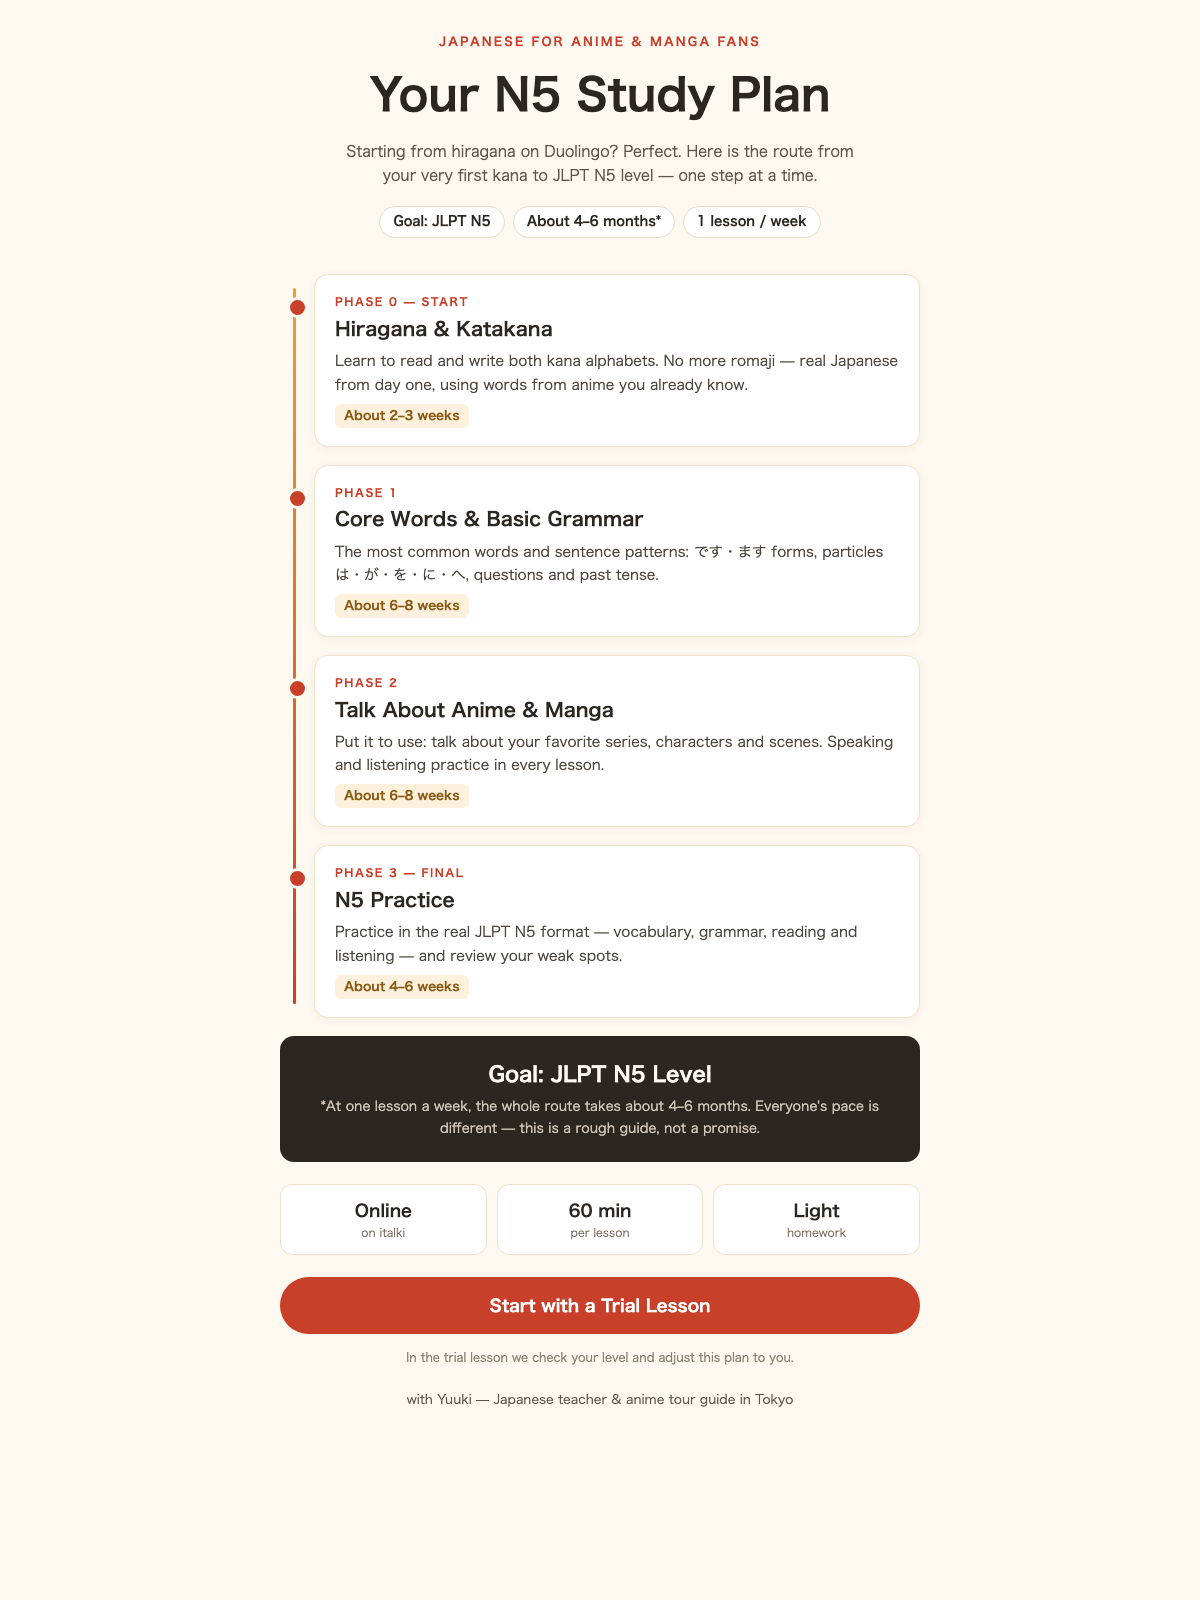 JAPANESE FOR ANIME & MANGA FANS
Your N5 Study Plan
Starting from hiragana on Duolingo? Perfect. Here is the route from
your very first kana to JLPT N5 level — one step at a time.
Goal: JLPT N5
About 4–6 months*
1 lesson / week
PHASE 0 — START
Hiragana & Katakana
Learn to read and write both kana alphabets. No more romaji — real Japanese
from day one, using words from anime you already know.
About 2–3 weeks
PHASE 1
Core Words & Basic Grammar
The most common words and sentence patterns: です・ます forms, particles
は・が・を・に・へ, questions and past tense.
About 6–8 weeks
PHASE 2
Talk About Anime & Manga
Put it to use: talk about your favorite series, characters and scenes. Speaking
and listening practice in every lesson.
About 6–8 weeks
PHASE 3 — FINAL
N5 Practice
Practice in the real JLPT N5 format — vocabulary, grammar, reading and
listening — and review your weak spots.
About 4–6 weeks
Goal: JLPT N5 Level
*At one lesson a week, the whole route takes about 4–6 months. Everyone's pace is
different — this is a rough guide, not a promise.
Online
on italki
60 min
per lesson
Light
homework
Start with a Trial Lesson
In the trial lesson we check your level and adjust this plan to you.
with Yuuki — Japanese teacher & anime tour guide in Tokyo